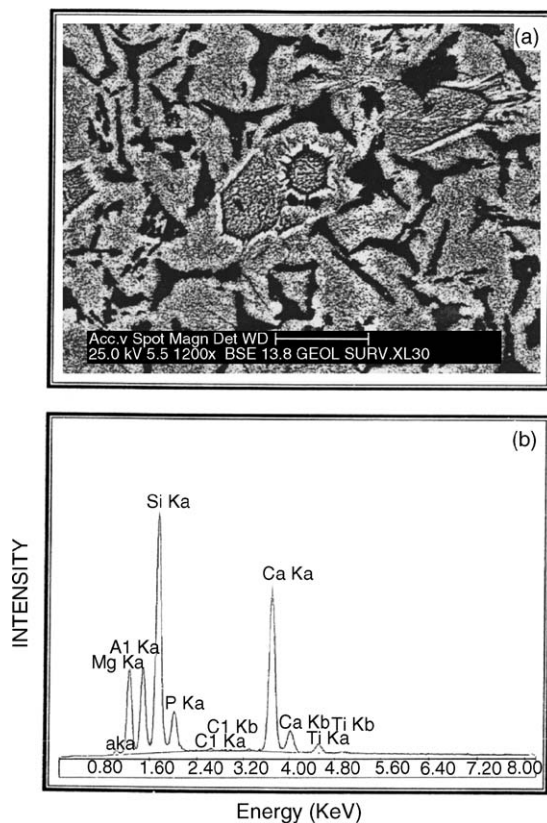 (a)
Acc.v Spot Magn Det WD
25.0 kV 5.5 1200x BSE 13.8 GEOL SURV.XL30
(b)
INTENSITY
Si Ka
Ca Ka
A1 Ka
Mg Ka
P Ka
C1 Kb
Ca Kb Ti Kb
aka
C1 Ka
Ti Ka
0.80 1.60 2.40 3.20 4.00 4.80 5.60 6.40 7.20 8.00
Energy (KeV)